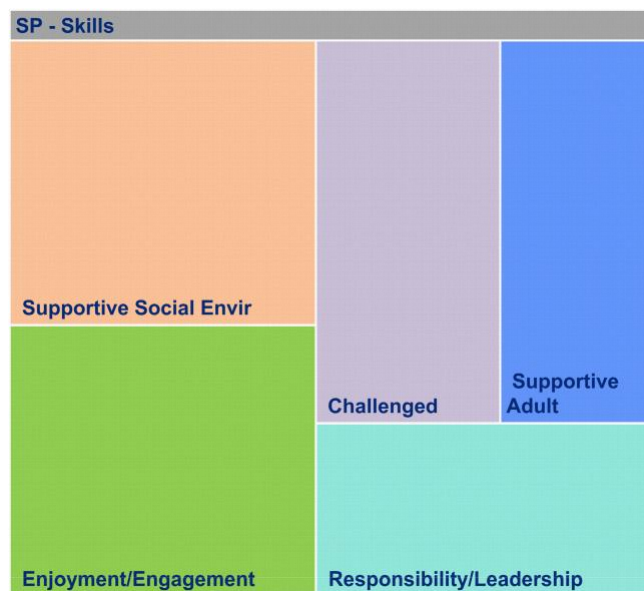 SP - Skills
Supportive Social Envir
Challenged
Supportive
Adult
Enjoyment/Engagement
Responsibility/Leadership